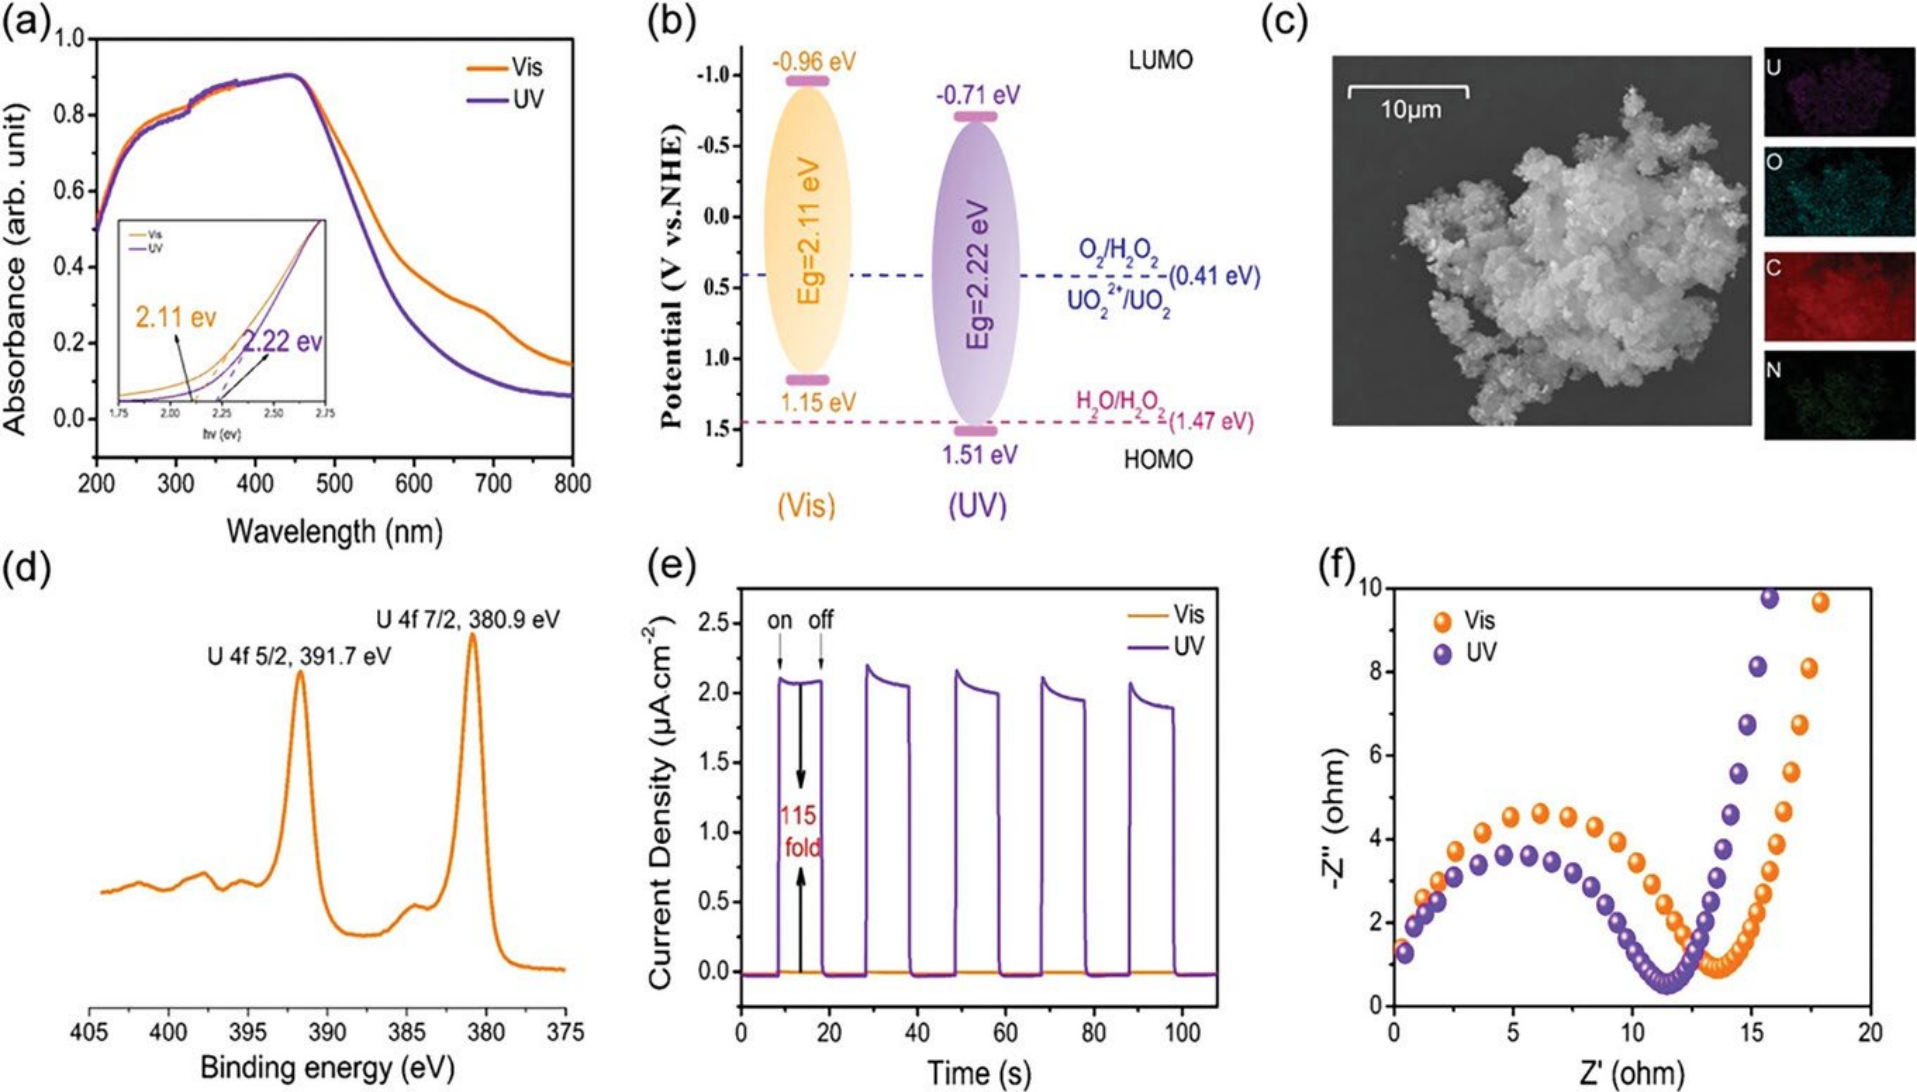 (a)
1.0
0.8
0.6
0.4
0.2
0.0
Absorbance (arb. unit)
Vis
UV
Vis
UV
2.11 ev
2.22 ev
1.75 2.00 2.25 2.50 2.75
hv (ev)
200 300 400 500 600 700 800
Wavelength (nm)
(b)
-1.0
-0.5
0.0
0.5
1.0
1.5
Potential (V vs.NHE)
-0.96 eV
Eg=2.11 eV
1.15 eV
(Vis)
-0.71 eV
Eg=2.22 eV
1.51 eV
(UV)
LUMO
O₂/H₂O₂
(0.41 eV)
UO₂²⁺/UO₂
H₂O/H₂O₂
(1.47 eV)
HOMO
(c)
10μm
U
O
C
N
(d)
U 4f 7/2, 380.9 eV
U 4f 5/2, 391.7 eV
405 400 395 390 385 380 375
Binding energy (eV)
(e)
2.5
2.0
1.5
1.0
0.5
0.0
Current Density (μA·cm⁻²)
on off
Vis
UV
115
fold
0 20 40 60 80 100
Time (s)
(f)
10
8
6
4
2
0
-Z'' (ohm)
Vis
UV
0 5 10 15 20
Z' (ohm)